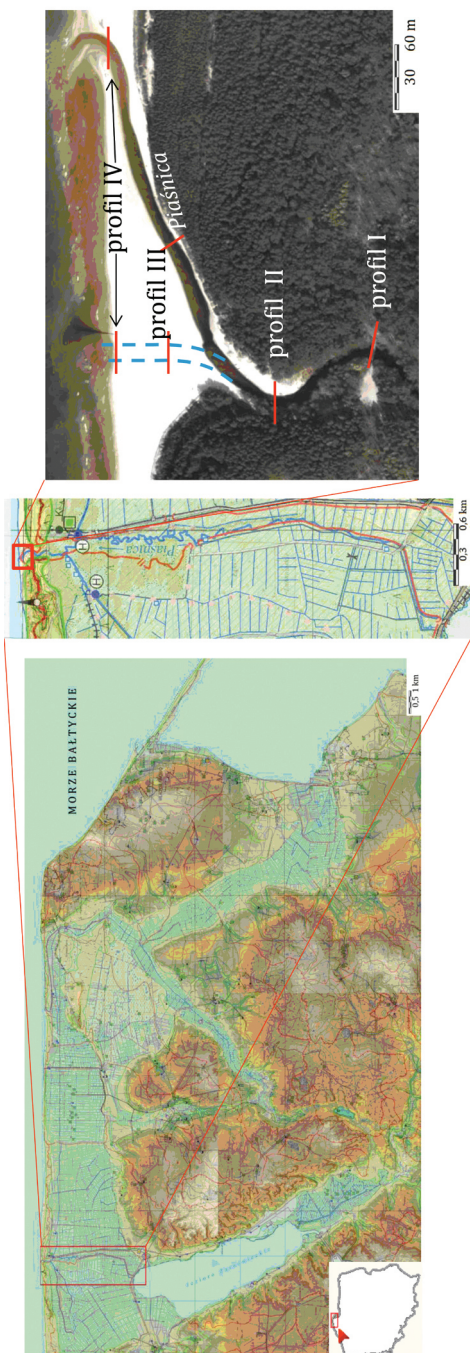 profil IV
profil III
Piaśnica
profil II
profil I
30 60 m
K-1
H
Piaśnica
H
0,3 0,6 km
MORZE BAŁTYCKIE
0,5 1 km